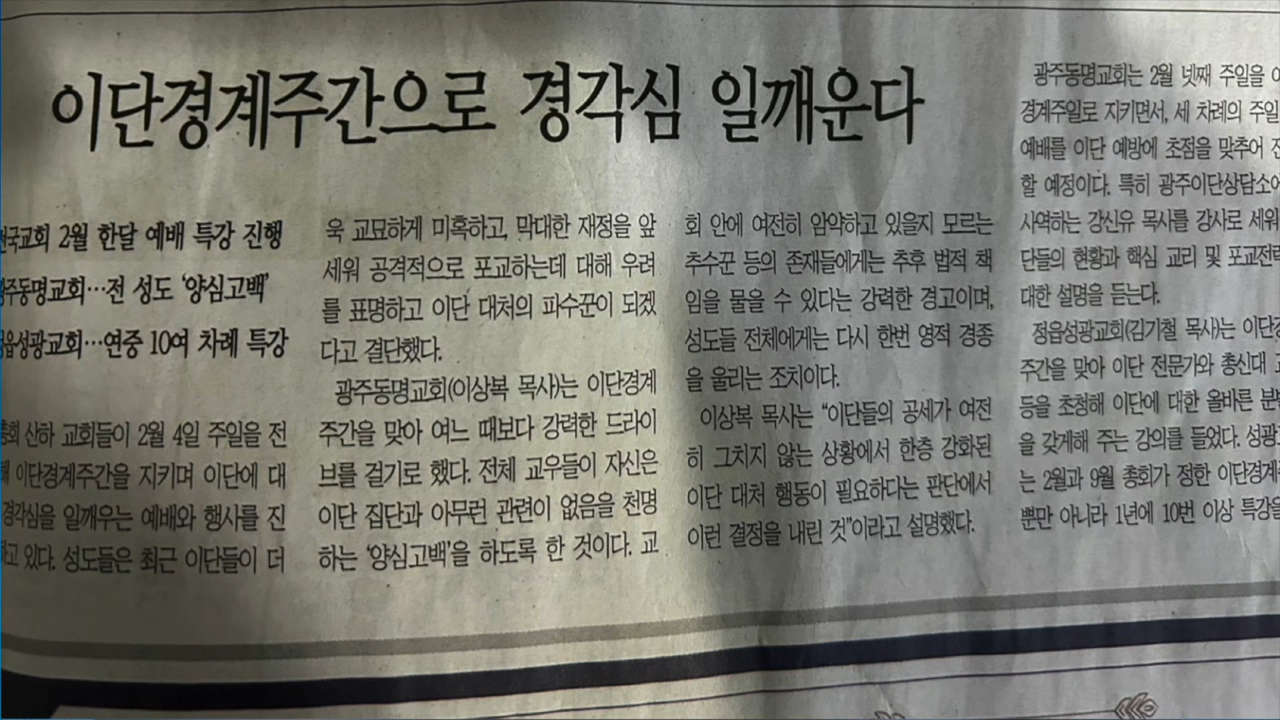 이단경계주간으로 경각심 일깨운다
2월 한달 예배 특강 진행
전 성도 ‘양심고백’
연중 10여 차례 특강
산하 교회들이 2월 4일 주일을 전
이단경계주간을 지키며 이단에 대
경각심을 일깨우는 예배와 행사를 진
있다. 성도들은 최근 이단들이 더
욱 교묘하게 미혹하고, 막대한 재정을 앞
세워 공격적으로 포교하는데 대해 우려
를 표명하고 이단 대처의 파수꾼이 되겠
다고 결단했다.
광주동명교회(이상복 목사)는 이단경계
주간을 맞아 여느 때보다 강력한 드라이
브를 걸기로 했다. 전체 교우들이 자신은
이단 집단과 아무런 관련이 없음을 천명
하는 ‘양심고백’을 하도록 한 것이다. 교
회 안에 여전히 암약하고 있을지 모르는
추수꾼 등의 존재들에게는 추후 법적 책
임을 물을 수 있다는 강력한 경고이며,
성도들 전체에게는 다시 한번 영적 경종
을 울리는 조치이다.
이상복 목사는 “이단들의 공세가 여전
히 그치지 않는 상황에서 한층 강화된
이단 대처 행동이 필요하다는 판단에서
이런 결정을 내린 것”이라고 설명했다.
광주동명교회는 2월 넷째 주일을
경계주일로 지키면서, 세 차례의 주일
예배를 이단 예방에 초점을 맞추어
할 예정이다. 특히 광주이단상담소
사역하는 강신유 목사를 강사로 세워
단들의 현황과 핵심 교리 및 포교전략
대한 설명을 듣는다.
정읍성광교회(김기철 목사)는 이단
주간을 맞아 이단 전문가와 총신대
등을 초청해 이단에 대한 올바른
을 갖게해 주는 강의를 들었다. 성광
는 2월과 9월 총회가 정한 이단경계
뿐만 아니라 1년에 10번 이상 특강을